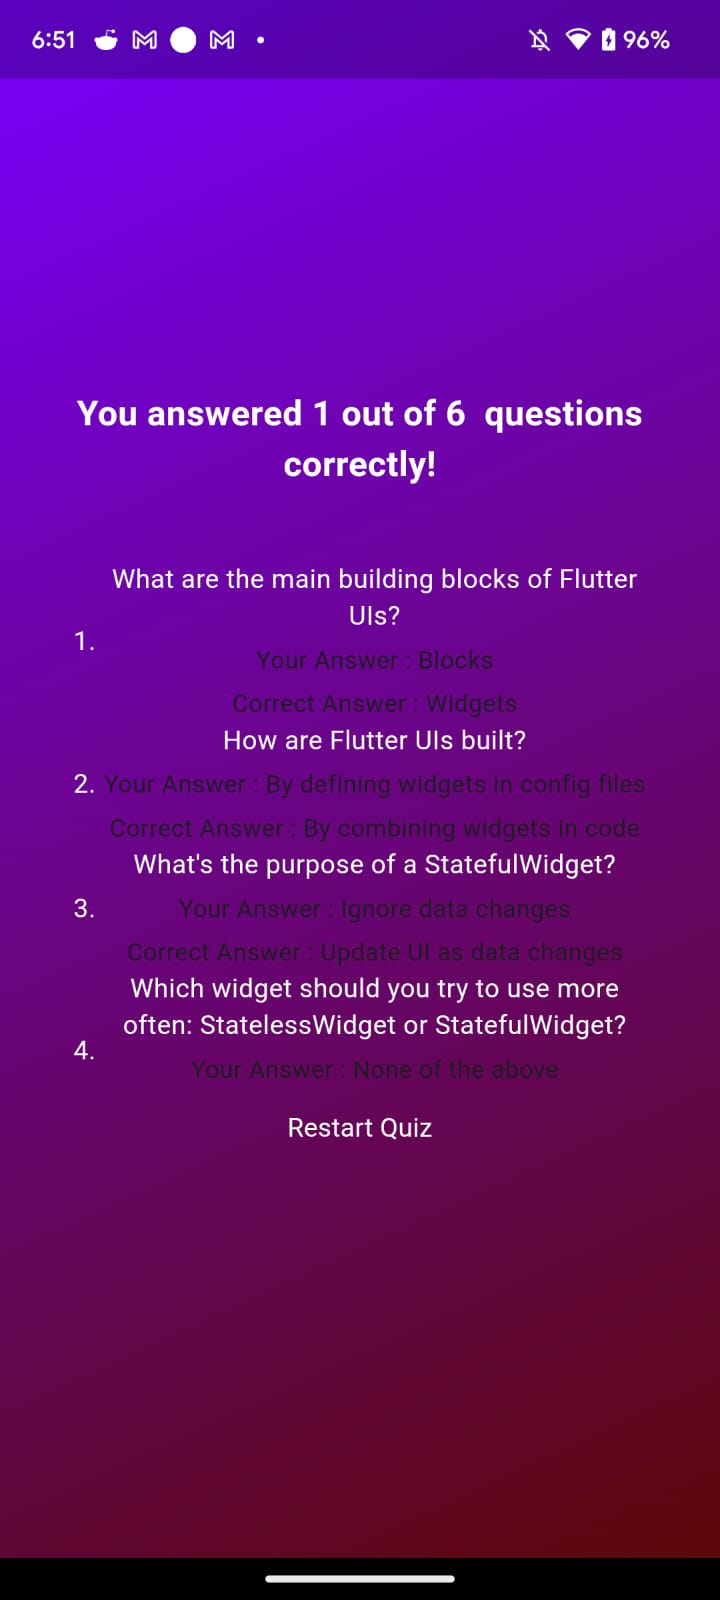 6:51
96%
You answered 1 out of 6  questions
correctly!
What are the main building blocks of Flutter
UIs?
1.
Your Answer : Blocks
Correct Answer : Widgets
How are Flutter UIs built?
2. Your Answer : By defining widgets in config files
Correct Answer : By combining widgets in code
What's the purpose of a StatefulWidget?
3. Your Answer : Ignore data changes
Correct Answer : Update UI as data changes
Which widget should you try to use more
often: StatelessWidget or StatefulWidget?
4.
Your Answer : None of the above
Restart Quiz